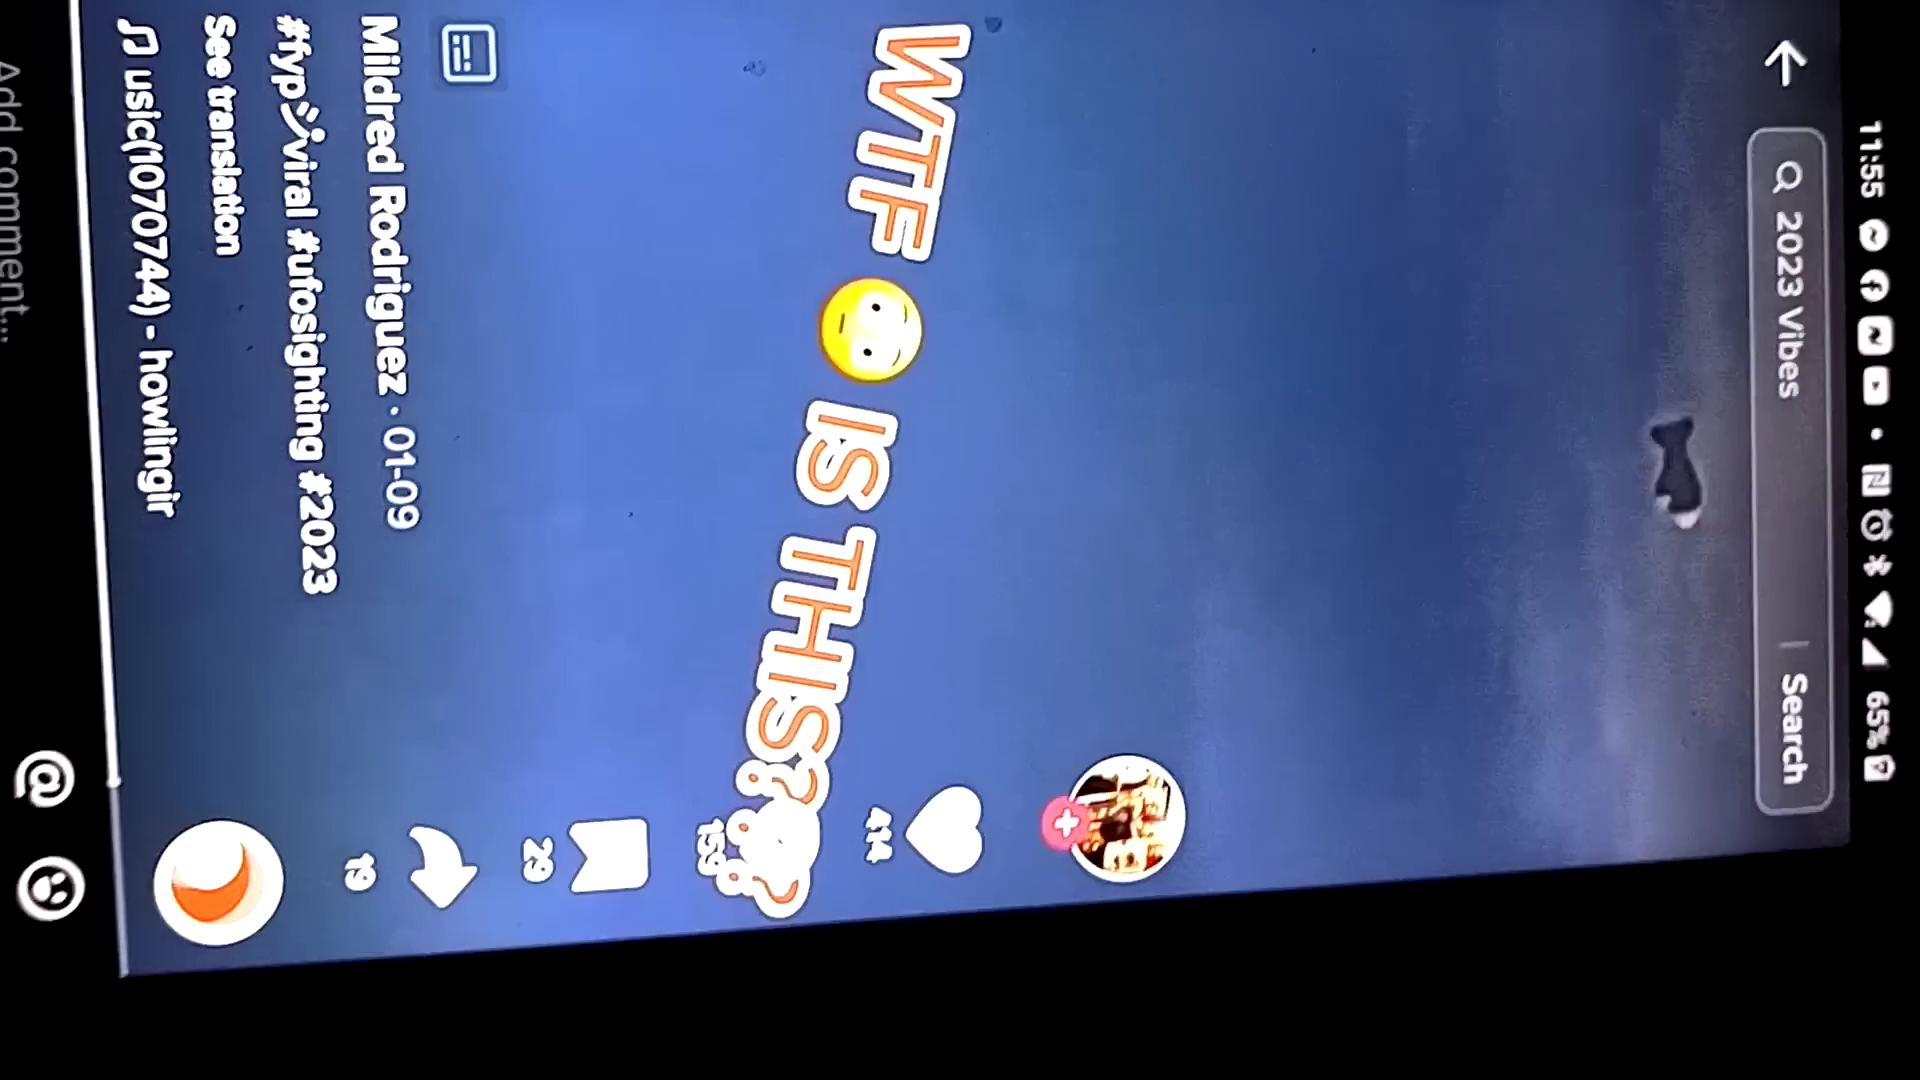 11:55
65%
2023 Vibes | Search
WTF 😳 IS THIS??
414
159
29
19
Mildred Rodriguez · 01-09
#fypシviral #ufosighting #2023
See translation
usic(1070744) - howlingir
Add comment...